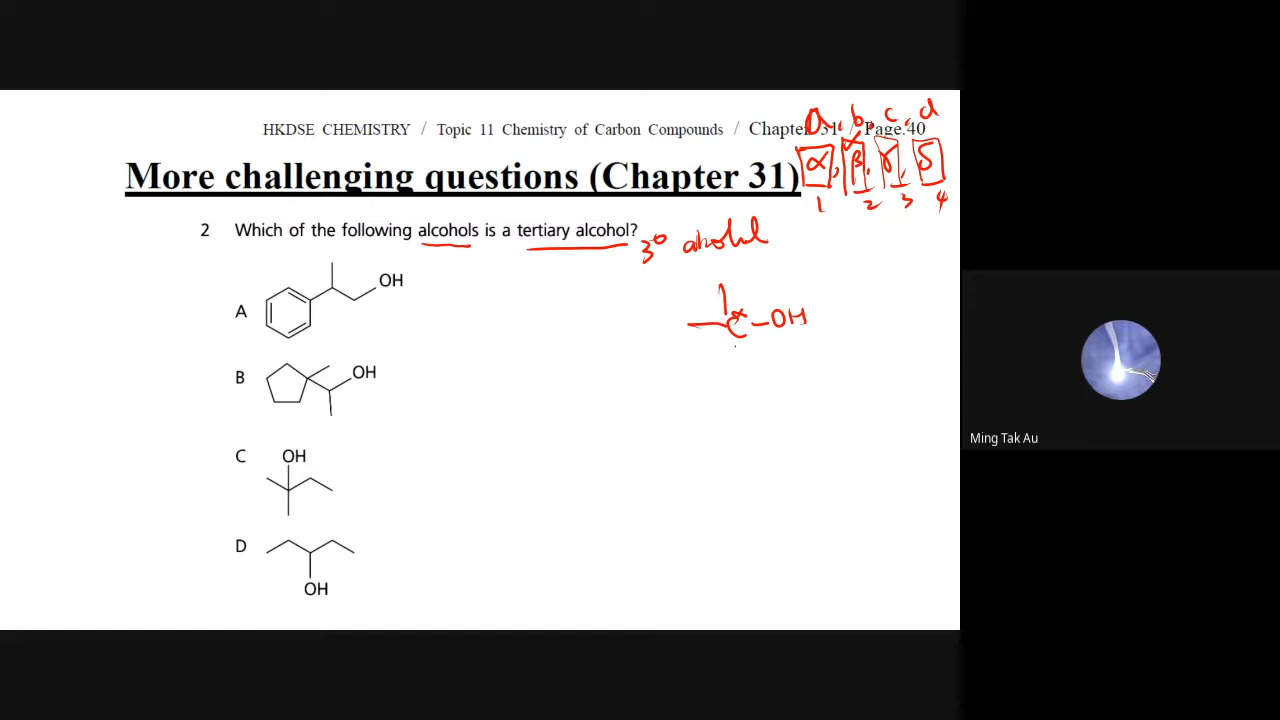 HKDSE CHEMISTRY / Topic 11 Chemistry of Carbon Compounds / Chapter 31 / Page.40
a, b, c, d
α, β, γ, δ
1 2 3 4
More challenging questions (Chapter 31)
2 Which of the following alcohols is a tertiary alcohol?
3° alcohol
A OH
C*-OH
B OH
C OH
D
OH
Ming Tak Au